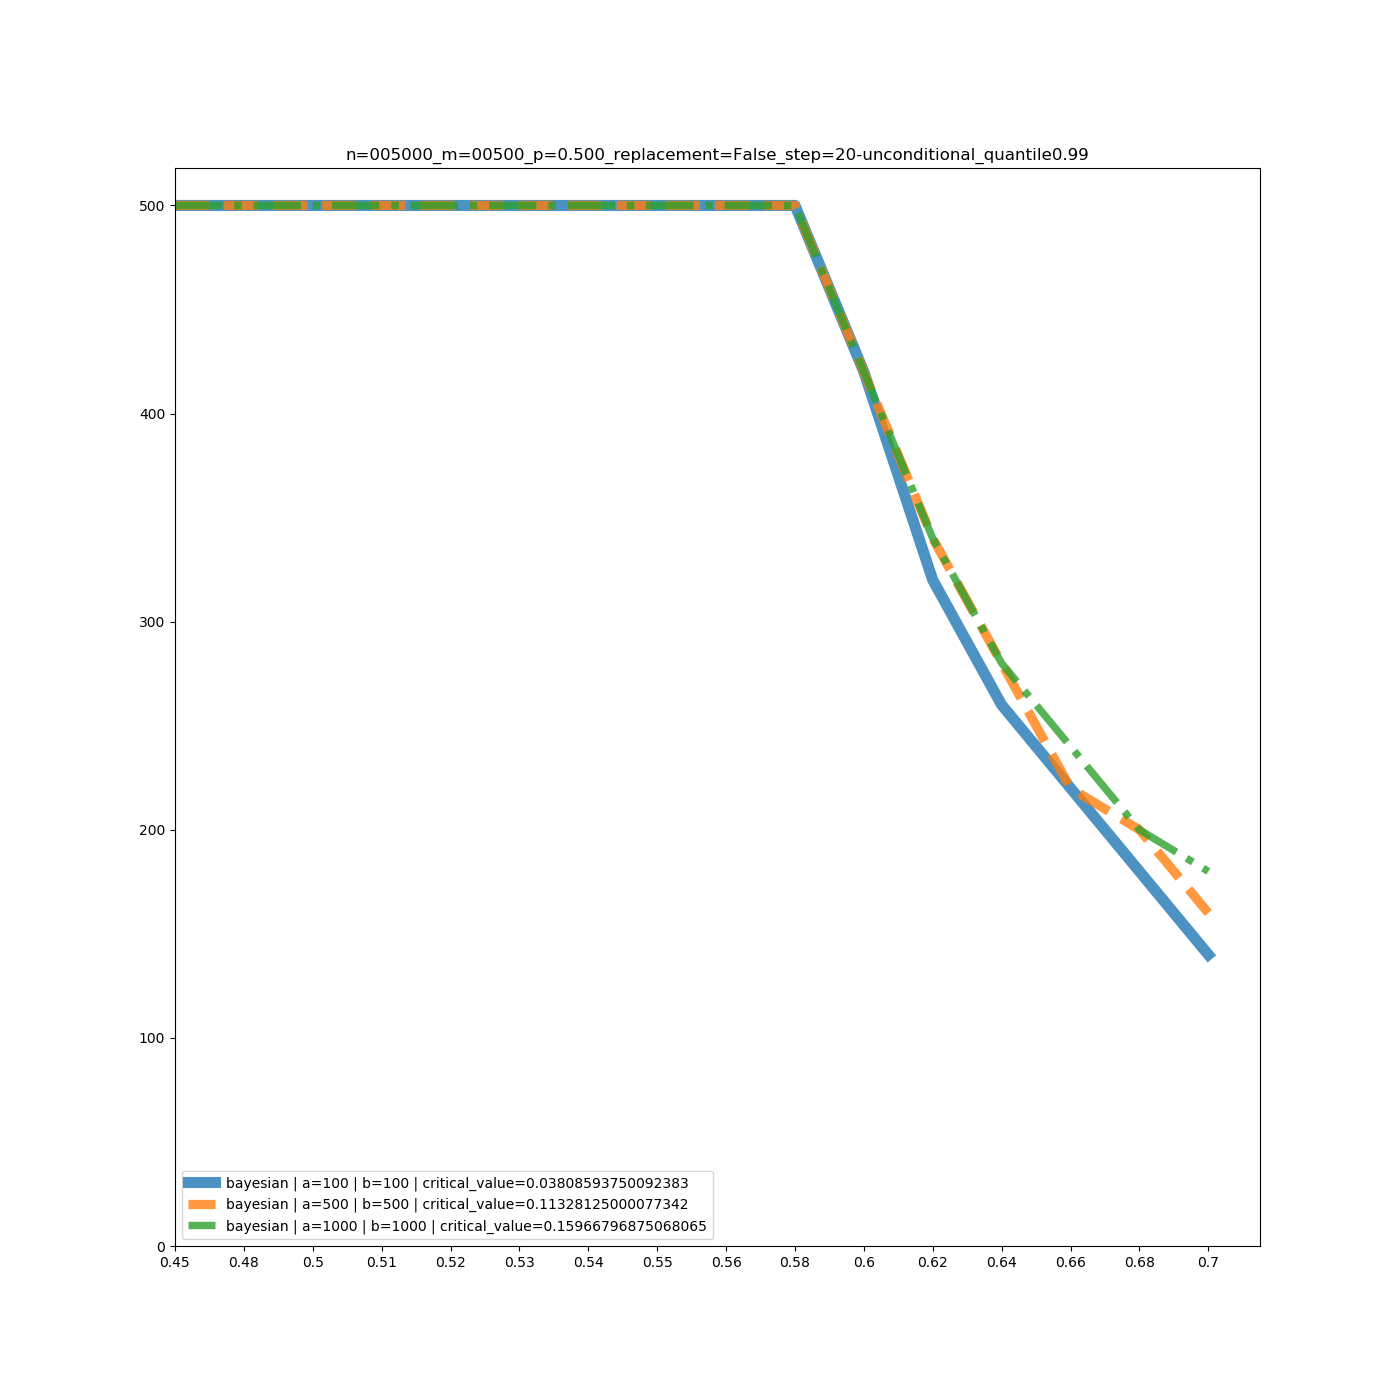 n=005000_m=00500_p=0.500_replacement=False_step=20-unconditional_quantile0.99
500
400
300
200
100
0
bayesian | a=100 | b=100 | critical_value=0.03808593750092383
bayesian | a=500 | b=500 | critical_value=0.11328125000077342
bayesian | a=1000 | b=1000 | critical_value=0.15966796875068065
0.45 0.48 0.5 0.51 0.52 0.53 0.54 0.55 0.56 0.58 0.6 0.62 0.64 0.66 0.68 0.7